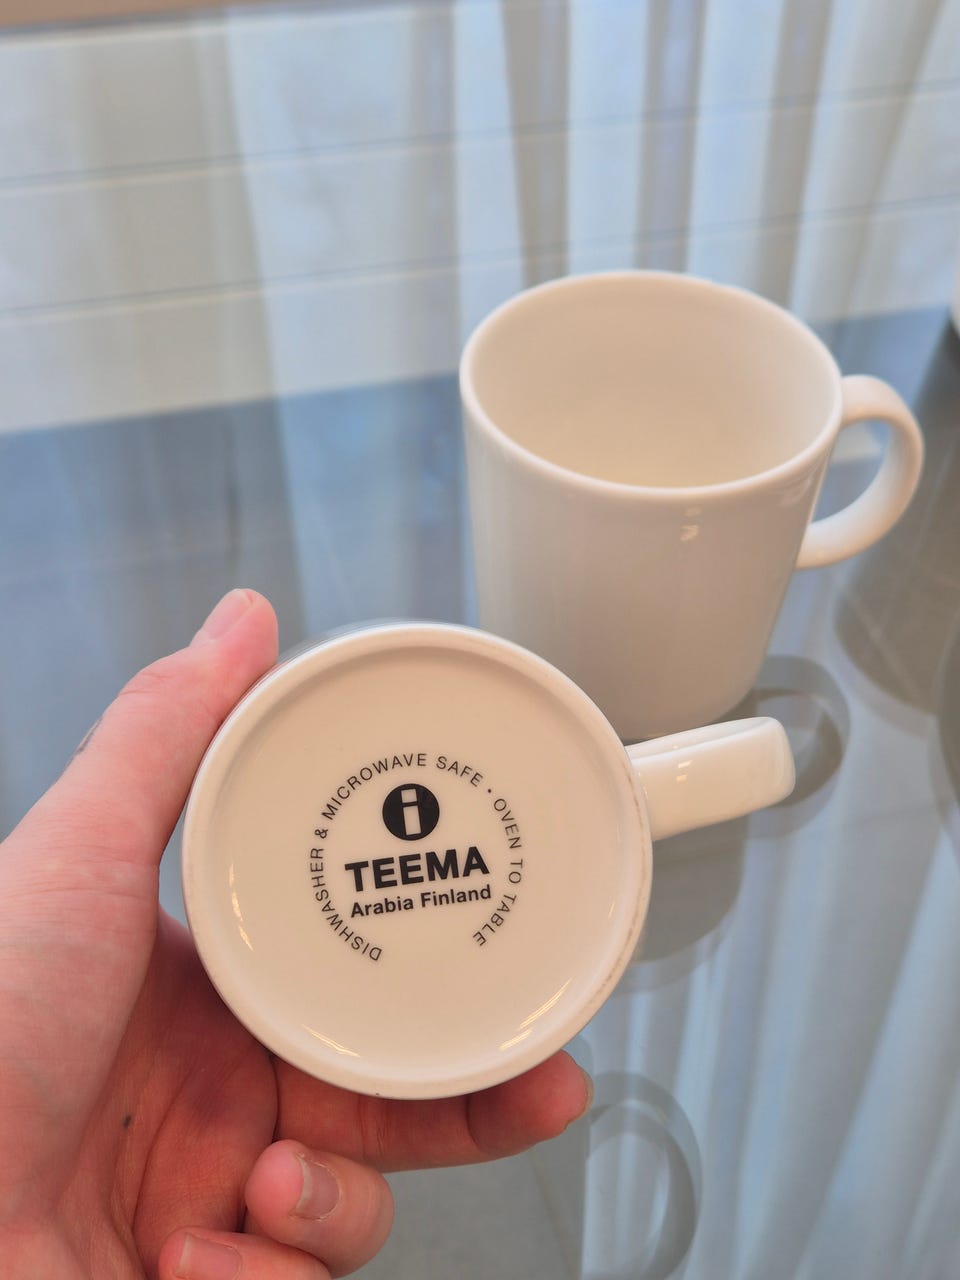 DISHWASHER & MICROWAVE SAFE • OVEN TO TABLE
i
TEEMA
Arabia Finland